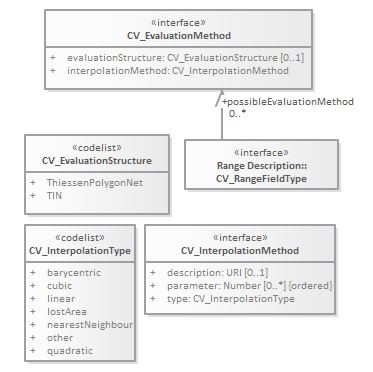 «interface»
CV_EvaluationMethod
+ evaluationStructure: CV_EvaluationStructure [0..1]
+ interpolationMethod: CV_InterpolationMethod
+possibleEvaluationMethod
0..*
«codelist»
CV_EvaluationStructure
+ ThiessenPolygonNet
+ TIN
«interface»
Range Description::
CV_RangeFieldType
«codelist»
CV_InterpolationType
+ barycentric
+ cubic
+ linear
+ lostArea
+ nearestNeighbour
+ other
+ quadratic
«interface»
CV_InterpolationMethod
+ description: URI [0..1]
+ parameter: Number [0..*] {ordered}
+ type: CV_InterpolationType